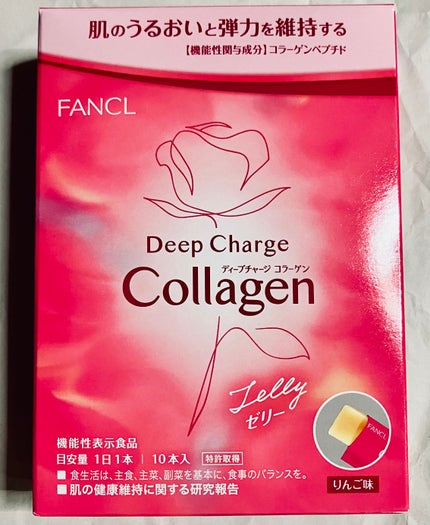 肌のうるおいと弾力を維持する
【機能性関与成分】コラーゲンペプチド
FANCL
Deep Charge
ディープチャージ コラーゲン
Collagen
Jelly
ゼリー
FANCL
機能性表示食品
目安量 1日1本 | 10本入 特許取得
■ 食生活は、主食、主菜、副菜を基本に、食事のバランスを。
■ 肌の健康維持に関する研究報告
りんご味